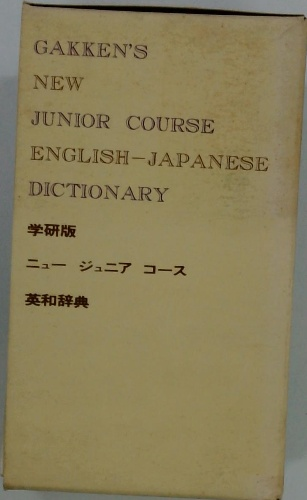 GAKKEN'S
NEW
JUNIOR COURSE
ENGLISH-JAPANESE
DICTIONARY
学研版
ニュー ジュニア コース
英和辞典